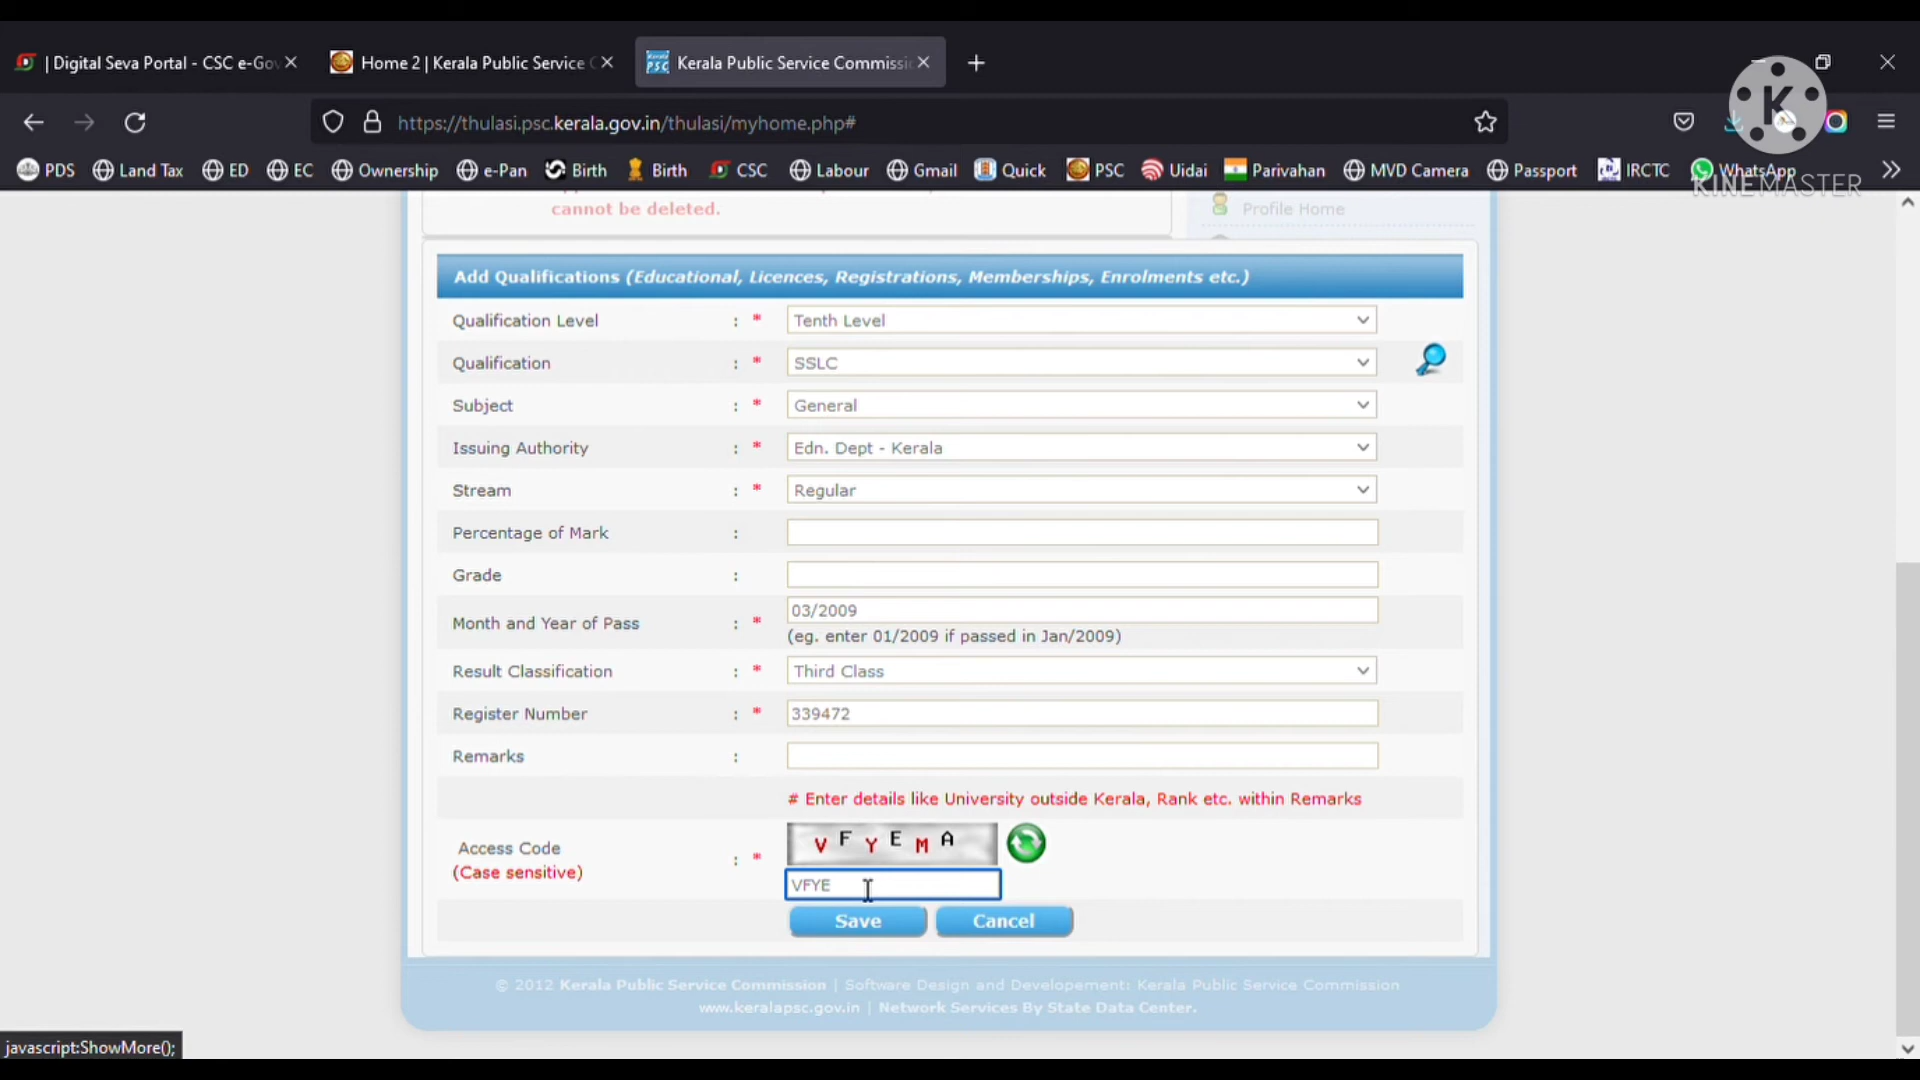 | Digital Seva Portal - CSC e-Gov
Home 2 | Kerala Public Service C
Kerala Public Service Commissi
https://thulasi.psc.kerala.gov.in/thulasi/myhome.php#
PDS Land Tax ED EC Ownership e-Pan Birth Birth CSC Labour Gmail Quick PSC Uidai Parivahan MVD Camera Passport IRCTC WhatsApp
KINEMASTER
cannot be deleted.
Profile Home
Add Qualifications (Educational, Licences, Registrations, Memberships, Enrolments etc.)
Qualification Level : * Tenth Level
Qualification : * SSLC
Subject : * General
Issuing Authority : * Edn. Dept - Kerala
Stream : * Regular
Percentage of Mark :
Grade :
Month and Year of Pass : * 03/2009
(eg. enter 01/2009 if passed in Jan/2009)
Result Classification : * Third Class
Register Number : * 339472
Remarks :
# Enter details like University outside Kerala, Rank etc. within Remarks
V F Y E M A
Access Code
(Case sensitive) : *
VFYE
Save Cancel
© 2012 Kerala Public Service Commission | Software Design and Developement: Kerala Public Service Commission
www.keralapsc.gov.in | Network Services By State Data Center.
javascript:ShowMore();